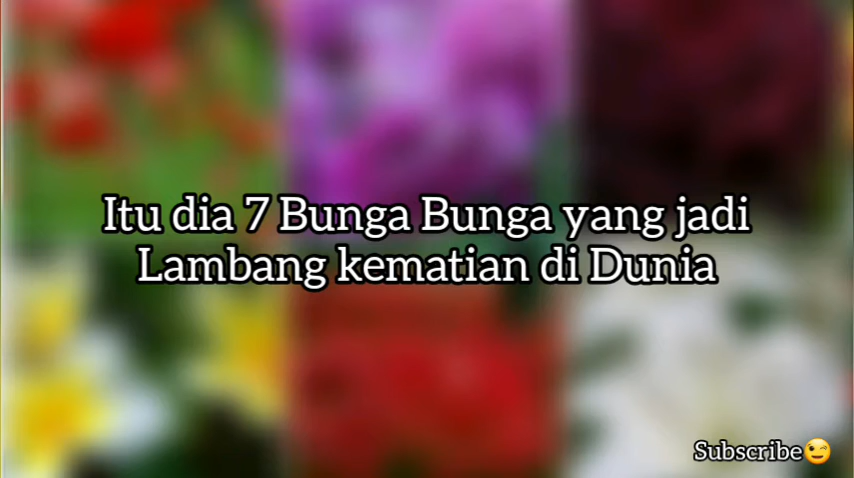 Itu dia 7 Bunga Bunga yang jadi
Lambang kematian di Dunia
Subscribe😉